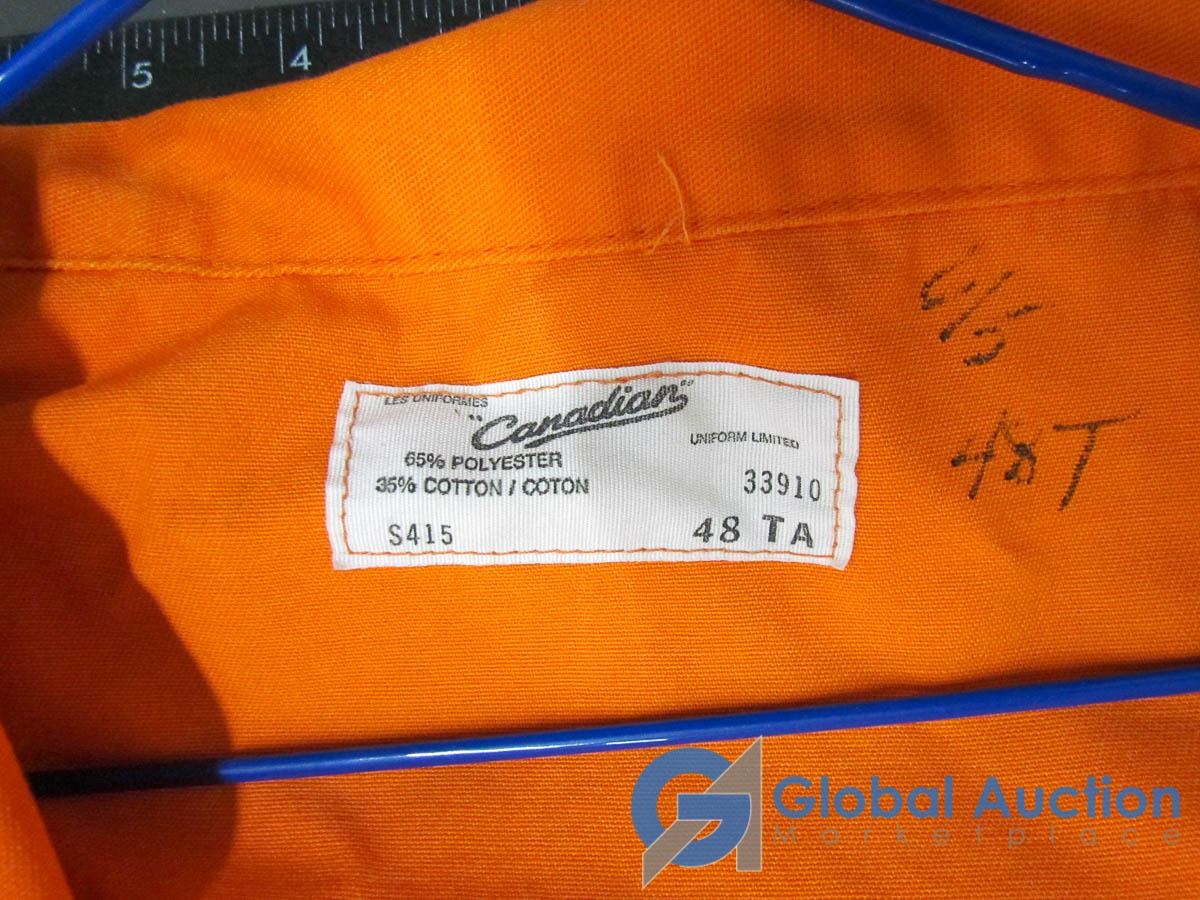 5 4
LES UNIFORMES
"Canadian"
UNIFORM LIMITED
65% POLYESTER
35% COTTON / COTON
33910
S415
48 TA
48T
Global Auction
Marketplace